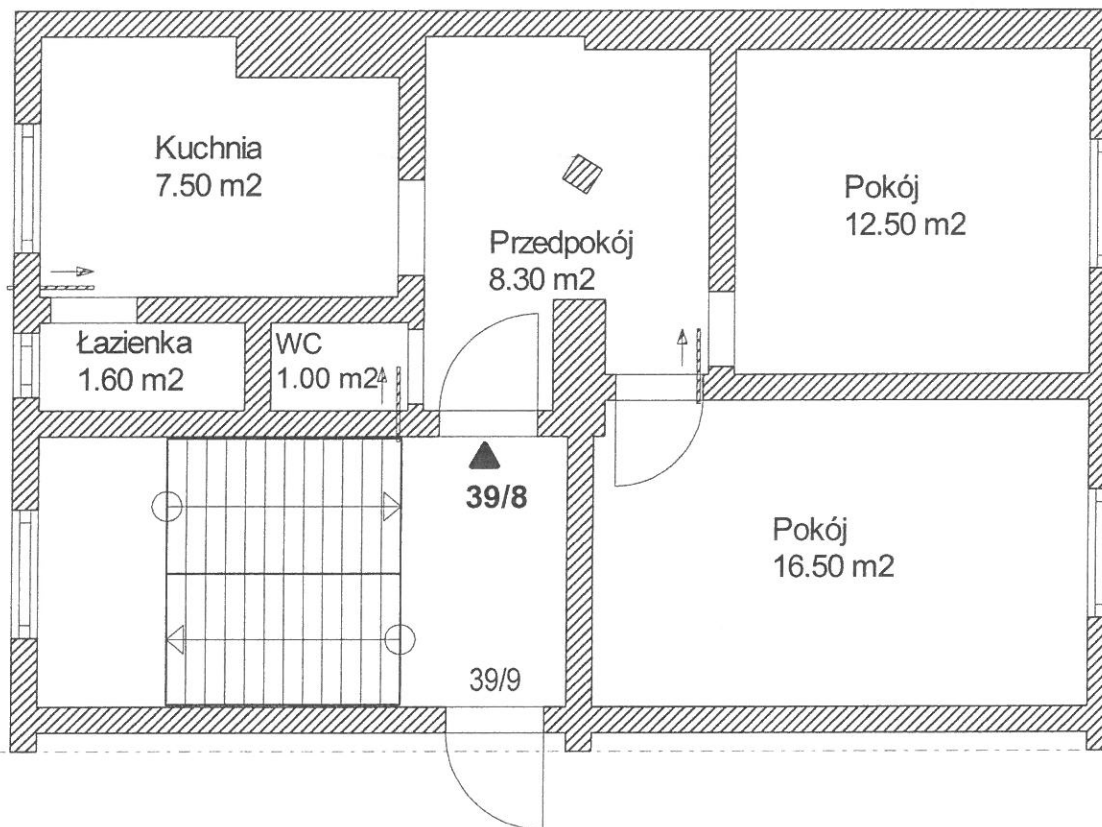 Kuchnia
7.50 m2
Pokój
12.50 m2
Przedpokój
8.30 m2
Łazienka
1.60 m2
WC
1.00 m2
39/8
Pokój
16.50 m2
39/9